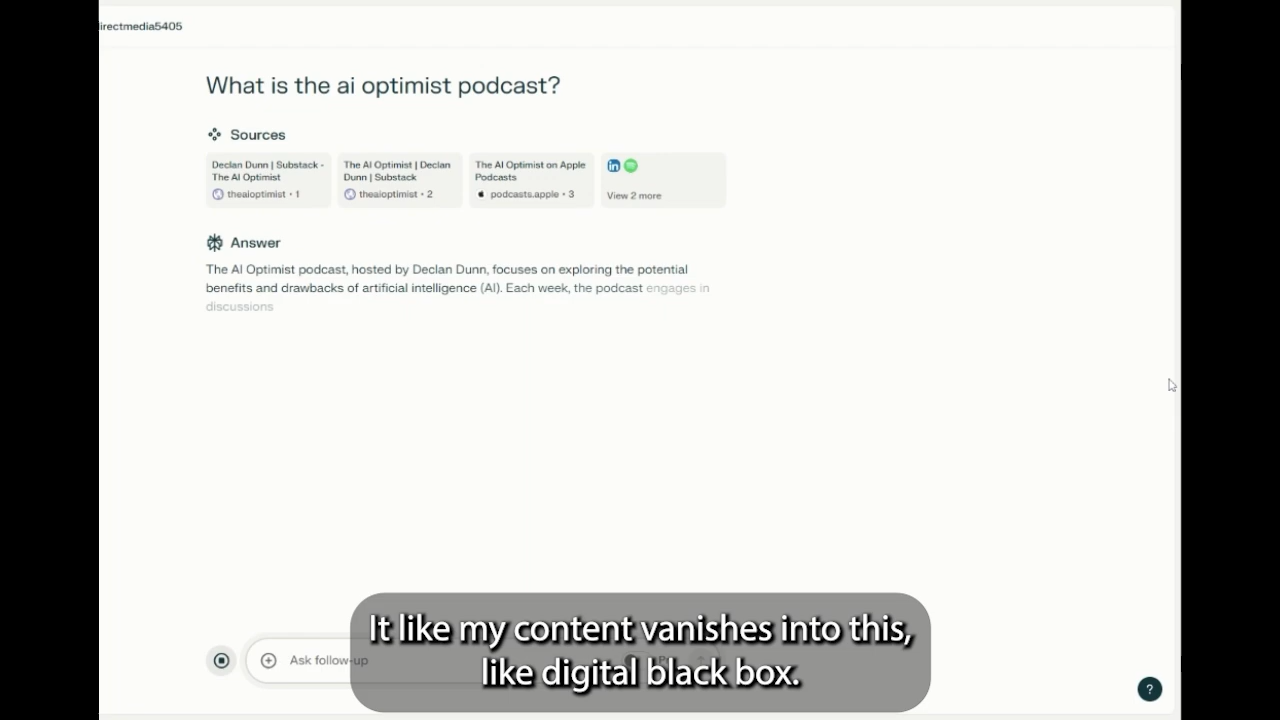 irectmedia5405
What is the ai optimist podcast?
Sources
Declan Dunn | Substack -
The AI Optimist
theaioptimist • 1
The AI Optimist | Declan
Dunn | Substack
theaioptimist • 2
The AI Optimist on Apple
Podcasts
podcasts.apple • 3
in
View 2 more
Answer
The AI Optimist podcast, hosted by Declan Dunn, focuses on exploring the potential
benefits and drawbacks of artificial intelligence (AI). Each week, the podcast engages in
discussions
Ask follow-up
It like my content vanishes into this,
like digital black box.
?